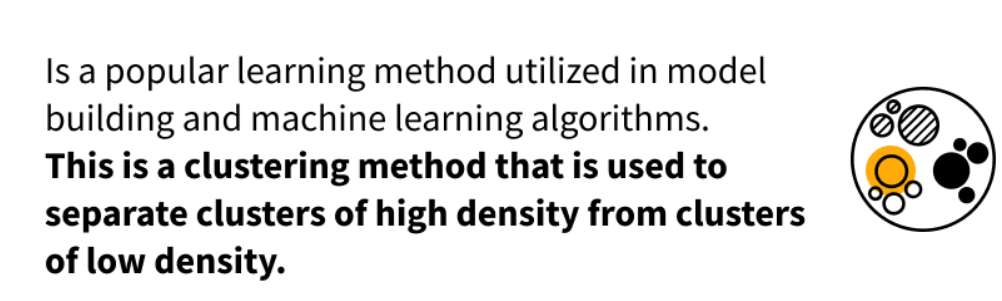 Is a popular learning method utilized in model
building and machine learning algorithms.
This is a clustering method that is used to
separate clusters of high density from clusters
of low density.